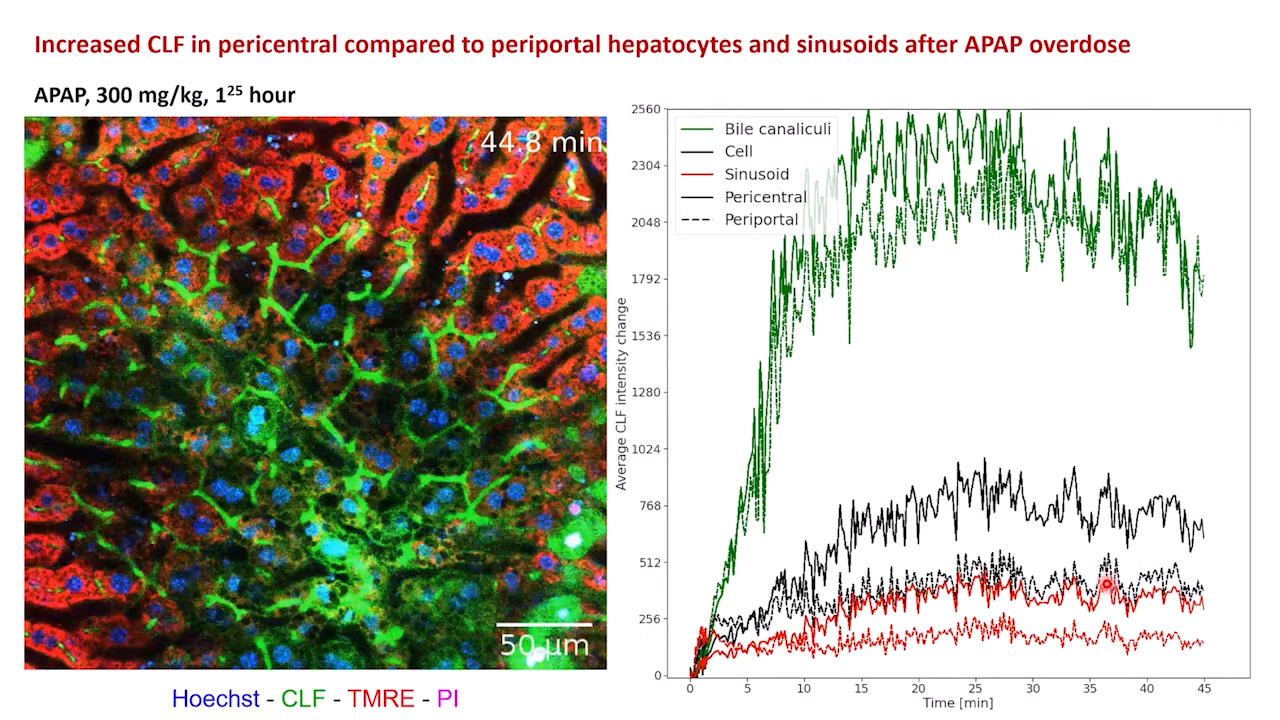 Increased CLF in pericentral compared to periportal hepatocytes and sinusoids after APAP overdose
APAP, 300 mg/kg, 1²⁵ hour
44.8 min
50 µm
Hoechst - CLF - TMRE - PI
Bile canaliculi
Cell
Sinusoid
Pericentral
Periportal
Average CLF intensity change
2560
2304
2048
1792
1536
1280
1024
768
512
256
0
0 5 10 15 20 25 30 35 40 45
Time [min]